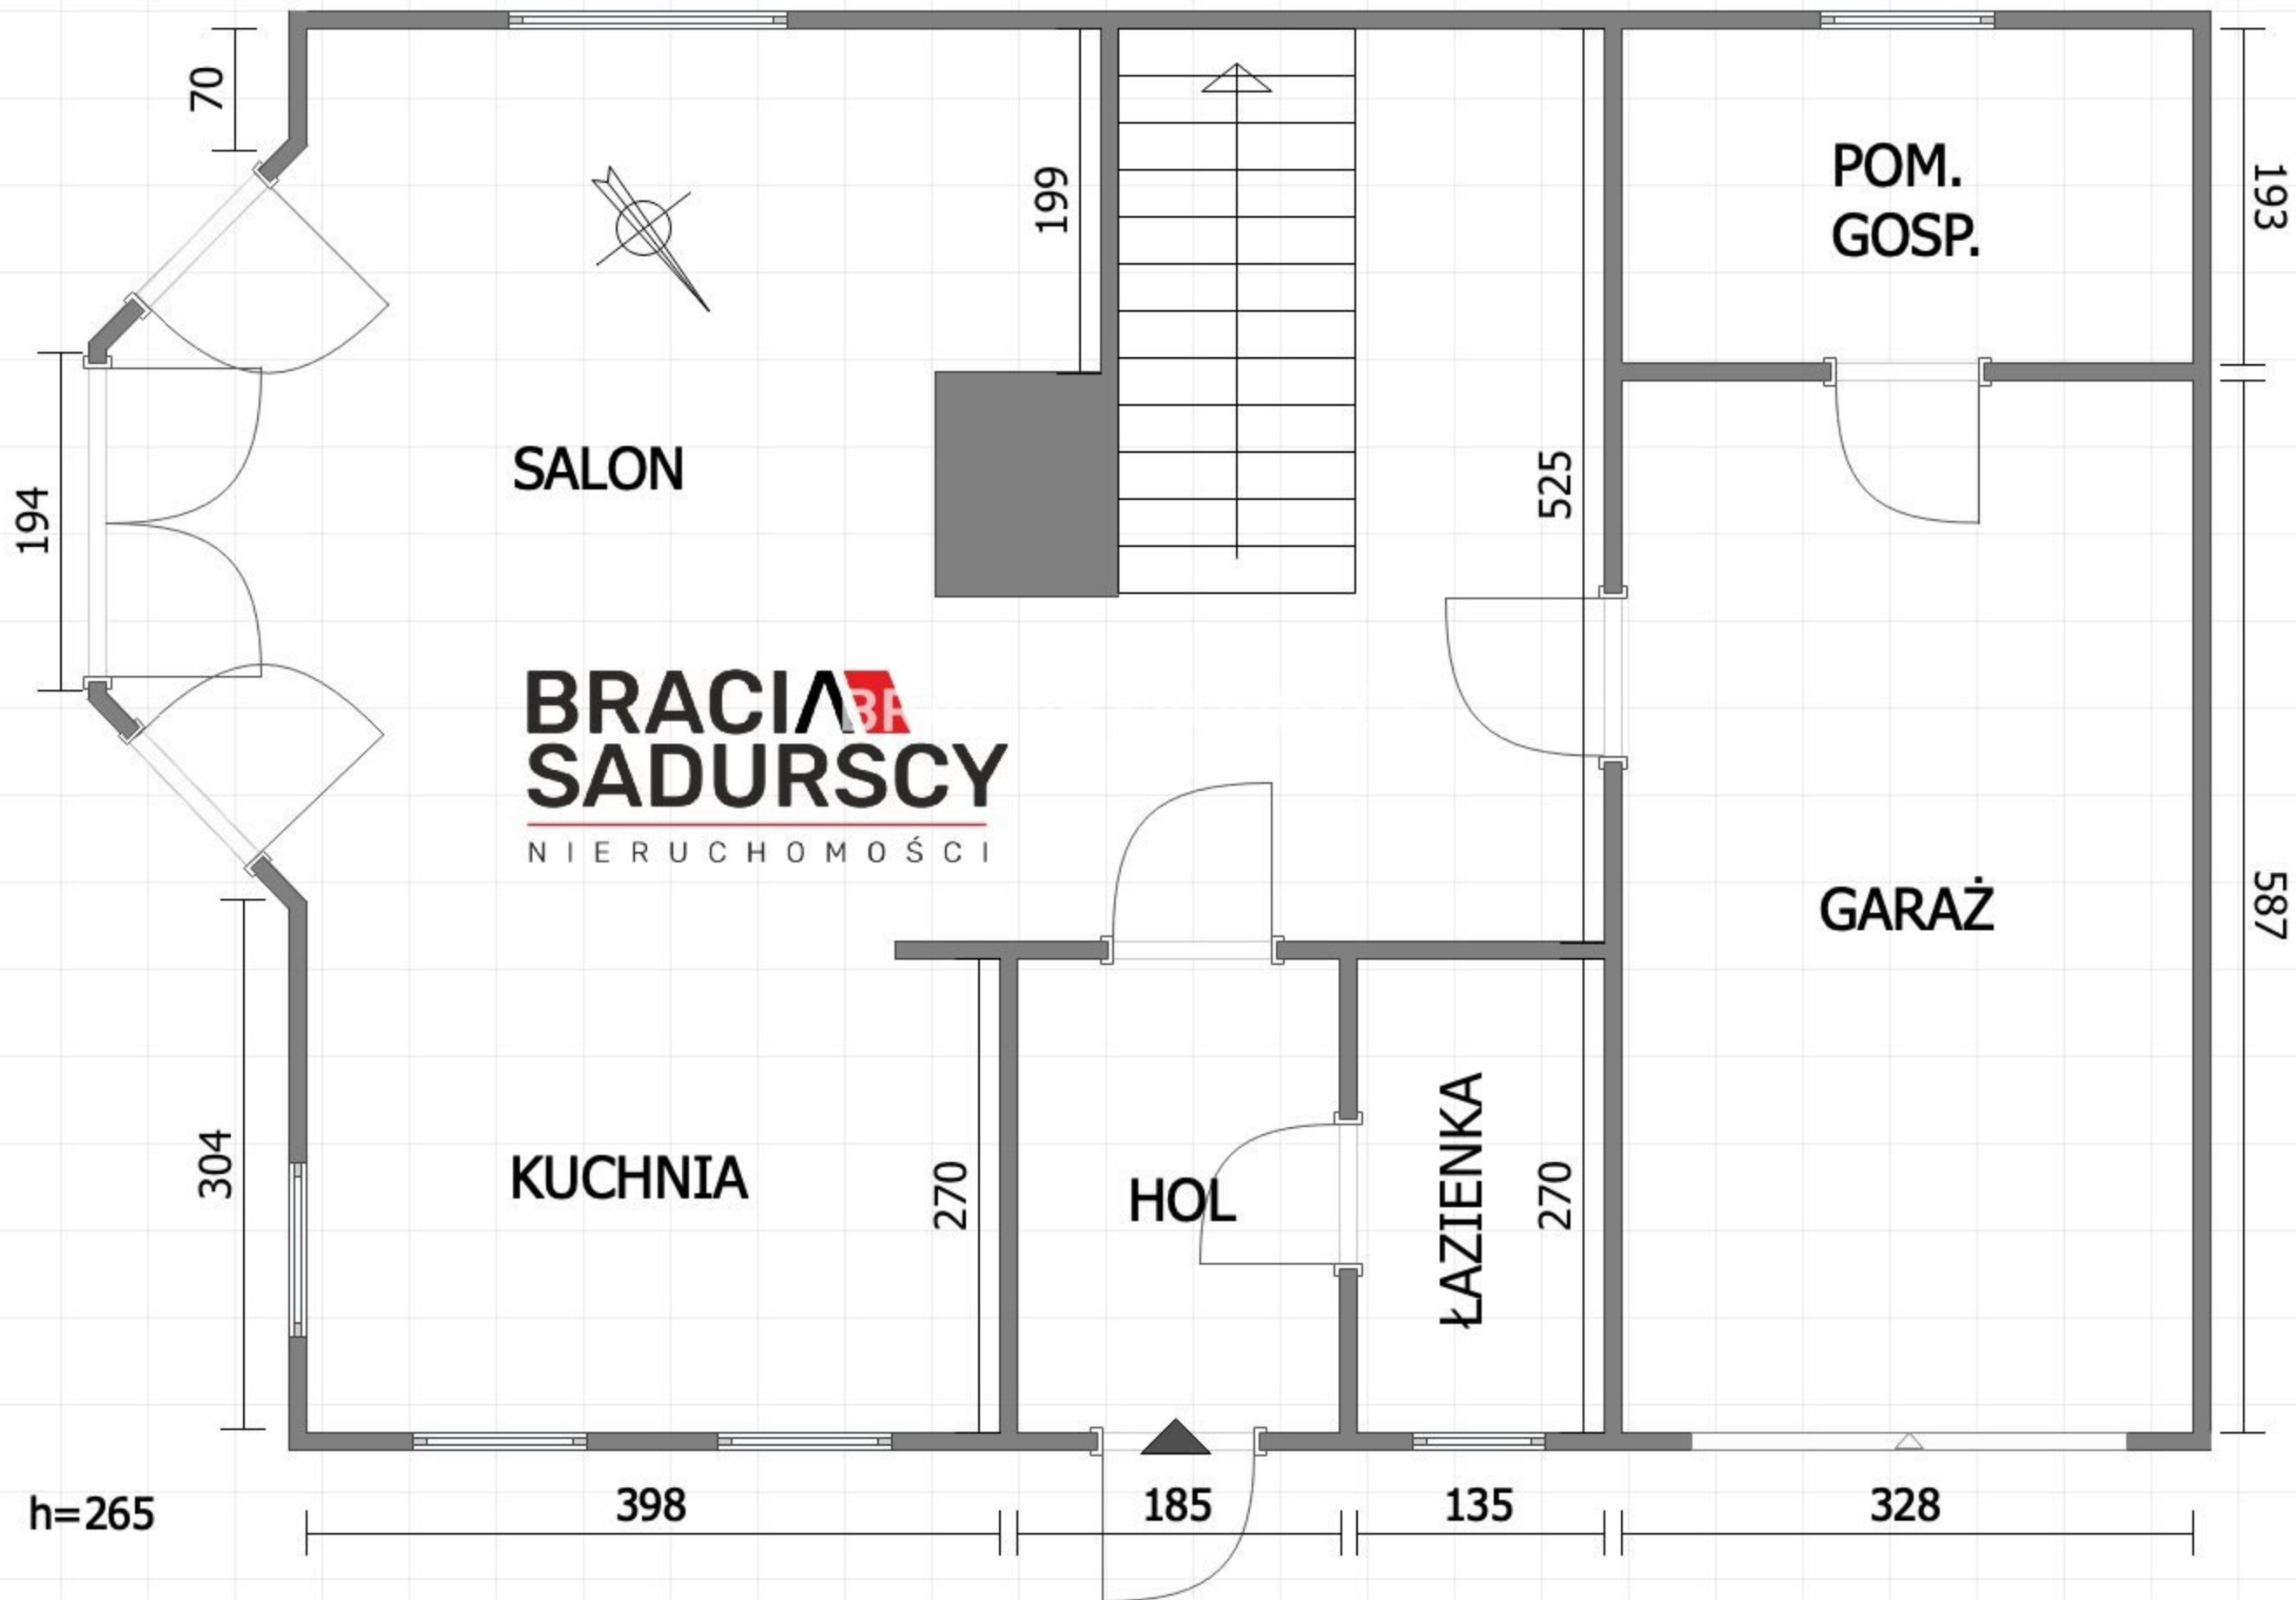 70
199
POM.
GOSP.
193
SALON
525
194
BRACIA
SADURSCY
NIERUCHOMOŚCI
GARAŻ
587
304
KUCHNIA
270
HOL
ŁAZIENKA
270
h=265
398
185
135
328